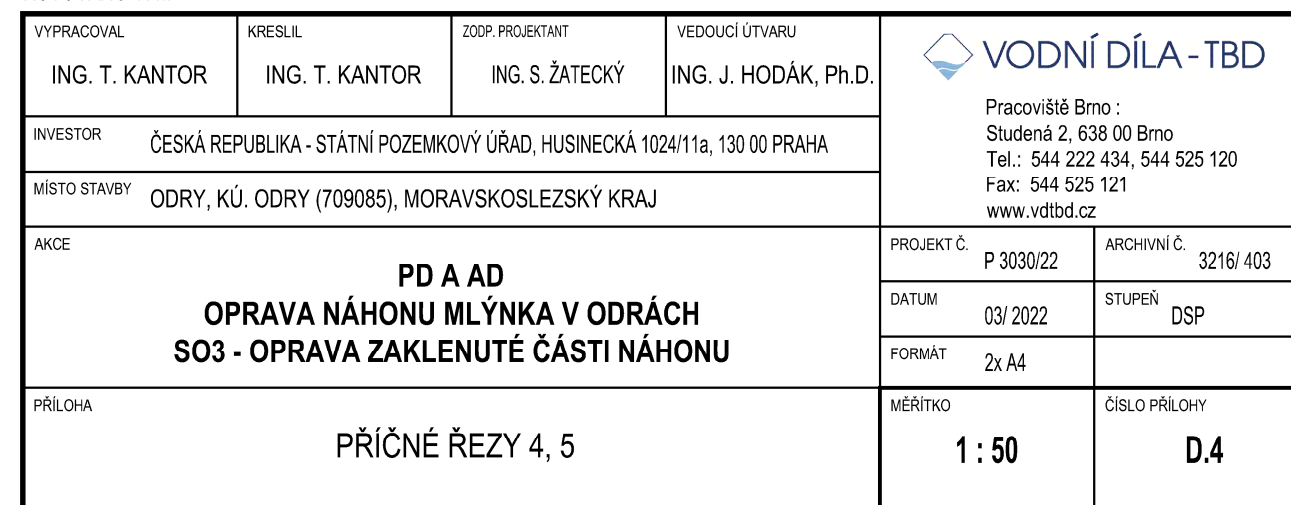 VYPRACOVAL
ING. T. KANTOR
KRESLIL
ING. T. KANTOR
ZODP. PROJEKTANT
ING. S. ŽATECKÝ
VEDOUCÍ ÚTVARU
ING. J. HODÁK, Ph.D.
VODNÍ DÍLA - TBD
Pracoviště Brno :
Studená 2, 638 00 Brno
Tel.: 544 222 434, 544 525 120
Fax: 544 525 121
www.vdtbd.cz
INVESTOR
ČESKÁ REPUBLIKA - STÁTNÍ POZEMKOVÝ ÚŘAD, HUSINECKÁ 1024/11a, 130 00 PRAHA
MÍSTO STAVBY
ODRY, KÚ. ODRY (709085), MORAVSKOSLEZSKÝ KRAJ
AKCE
PD A AD
OPRAVA NÁHONU MLÝNKA V ODRÁCH
SO3 - OPRAVA ZAKLENUTÉ ČÁSTI NÁHONU
PROJEKT Č.
P 3030/22
ARCHIVNÍ Č.
3216/ 403
DATUM
03/ 2022
STUPEŇ
DSP
FORMÁT
2x A4
PŘÍLOHA
PŘÍČNÉ ŘEZY 4, 5
MĚŘÍTKO
1 : 50
ČÍSLO PŘÍLOHY
D.4